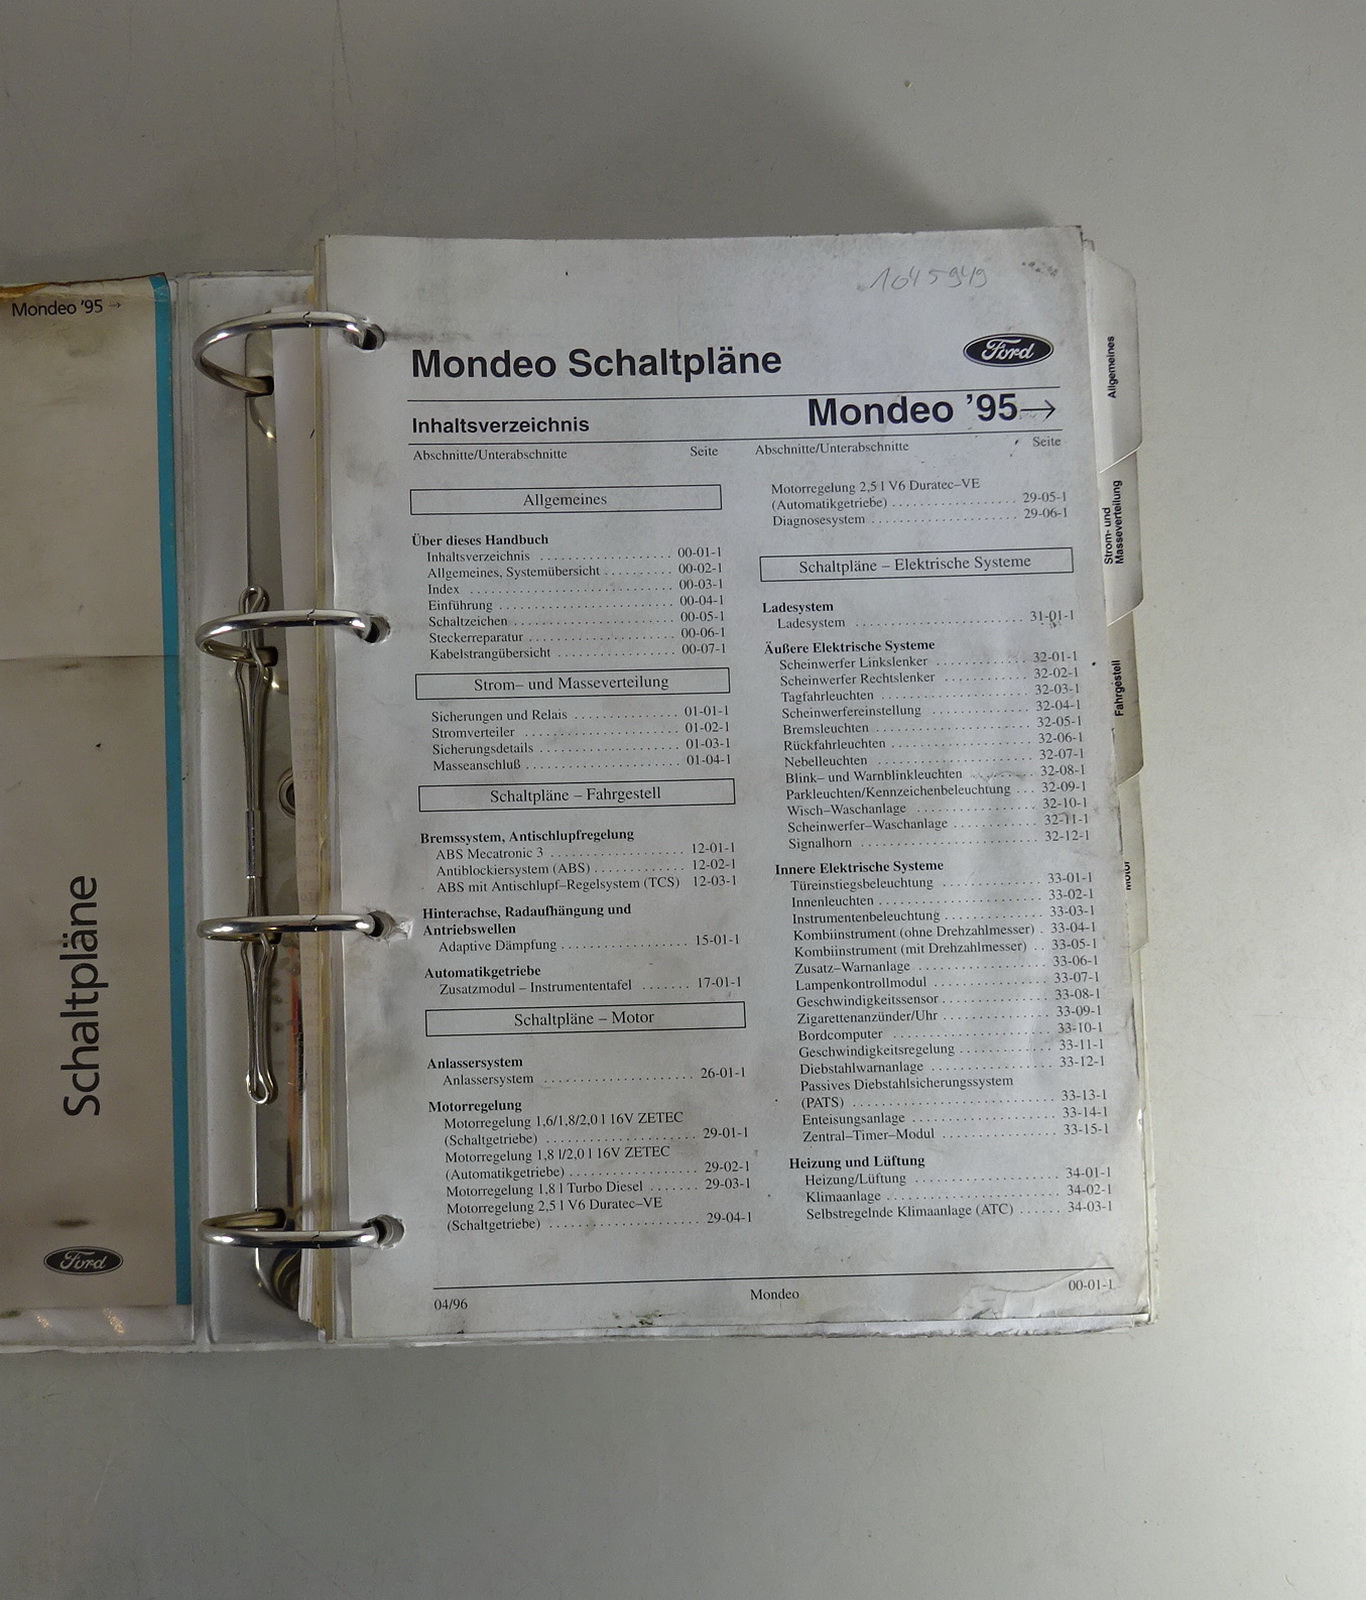 Mondeo '95 →
Schaltpläne
Ford
1045949
Mondeo Schaltpläne
Ford
Inhaltsverzeichnis
Mondeo '95→
Abschnitte/Unterabschnitte Seite
Allgemeines
Über dieses Handbuch
Inhaltsverzeichnis .................. 00-01-1
Allgemeines, Systemübersicht .......... 00-02-1
Index ............................ 00-03-1
Einführung ........................ 00-04-1
Schaltzeichen ...................... 00-05-1
Steckerreparatur .................... 00-06-1
Kabelstrangübersicht ................ 00-07-1
Strom– und Masseverteilung
Sicherungen und Relais .............. 01-01-1
Stromverteiler ...................... 01-02-1
Sicherungsdetails .................... 01-03-1
Masseanschluß ...................... 01-04-1
Schaltpläne – Fahrgestell
Bremssystem, Antischlupfregelung
ABS Mecatronic 3 .................. 12-01-1
Antiblockiersystem (ABS) ............ 12-02-1
ABS mit Antischlupf–Regelsystem (TCS) 12-03-1
Hinterachse, Radaufhängung und
Antriebswellen
Adaptive Dämpfung ................ 15-01-1
Automatikgetriebe
Zusatzmodul – Instrumententafel ....... 17-01-1
Schaltpläne – Motor
Anlassersystem
Anlassersystem .................... 26-01-1
Motorregelung
Motorregelung 1,6/1,8/2,0 l 16V ZETEC
(Schaltgetriebe) .................... 29-01-1
Motorregelung 1,8 l/2,0 l 16V ZETEC
(Automatikgetriebe) ................ 29-02-1
Motorregelung 1,8 l Turbo Diesel ....... 29-03-1
Motorregelung 2,5 l V6 Duratec–VE
(Schaltgetriebe) .................... 29-04-1
Abschnitte/Unterabschnitte Seite
Motorregelung 2,5 l V6 Duratec–VE
(Automatikgetriebe) ................ 29-05-1
Diagnosesystem .................... 29-06-1
Schaltpläne – Elektrische Systeme
Ladesystem
Ladesystem ...................... 31-01-1
Äußere Elektrische Systeme
Scheinwerfer Linkslenker ............ 32-01-1
Scheinwerfer Rechtslenker ............ 32-02-1
Tagfahrleuchten .................... 32-03-1
Scheinwerfereinstellung .............. 32-04-1
Bremsleuchten .................... 32-05-1
Rückfahrleuchten .................. 32-06-1
Nebelleuchten .................... 32-07-1
Blink– und Warnblinkleuchten ........ 32-08-1
Parkleuchten/Kennzeichenbeleuchtung ... 32-09-1
Wisch–Waschanlage ................ 32-10-1
Scheinwerfer–Waschanlage ............ 32-11-1
Signalhorn ........................ 32-12-1
Innere Elektrische Systeme
Türeinstiegsbeleuchtung .............. 33-01-1
Innenleuchten .................... 33-02-1
Instrumentenbeleuchtung .............. 33-03-1
Kombiinstrument (ohne Drehzahlmesser) . 33-04-1
Kombiinstrument (mit Drehzahlmesser) .. 33-05-1
Zusatz–Warnanlage ................ 33-06-1
Lampenkontrollmodul .............. 33-07-1
Geschwindigkeitssensor .............. 33-08-1
Zigarettenanzünder/Uhr .............. 33-09-1
Bordcomputer .................... 33-10-1
Geschwindigkeitsregelung ............ 33-11-1
Diebstahlwarnanlage ................ 33-12-1
Passives Diebstahlsicherungssystem
(PATS) .......................... 33-13-1
Enteisungsanlage .................. 33-14-1
Zentral–Timer–Modul ................ 33-15-1
Heizung und Lüftung
Heizung/Lüftung .................. 34-01-1
Klimaanlage ...................... 34-02-1
Selbstregelnde Klimaanlage (ATC) ...... 34-03-1
04/96
Mondeo
00-01-1
Allgemeines
Strom- und
Masseverteilung
Fahrgestell
Motor